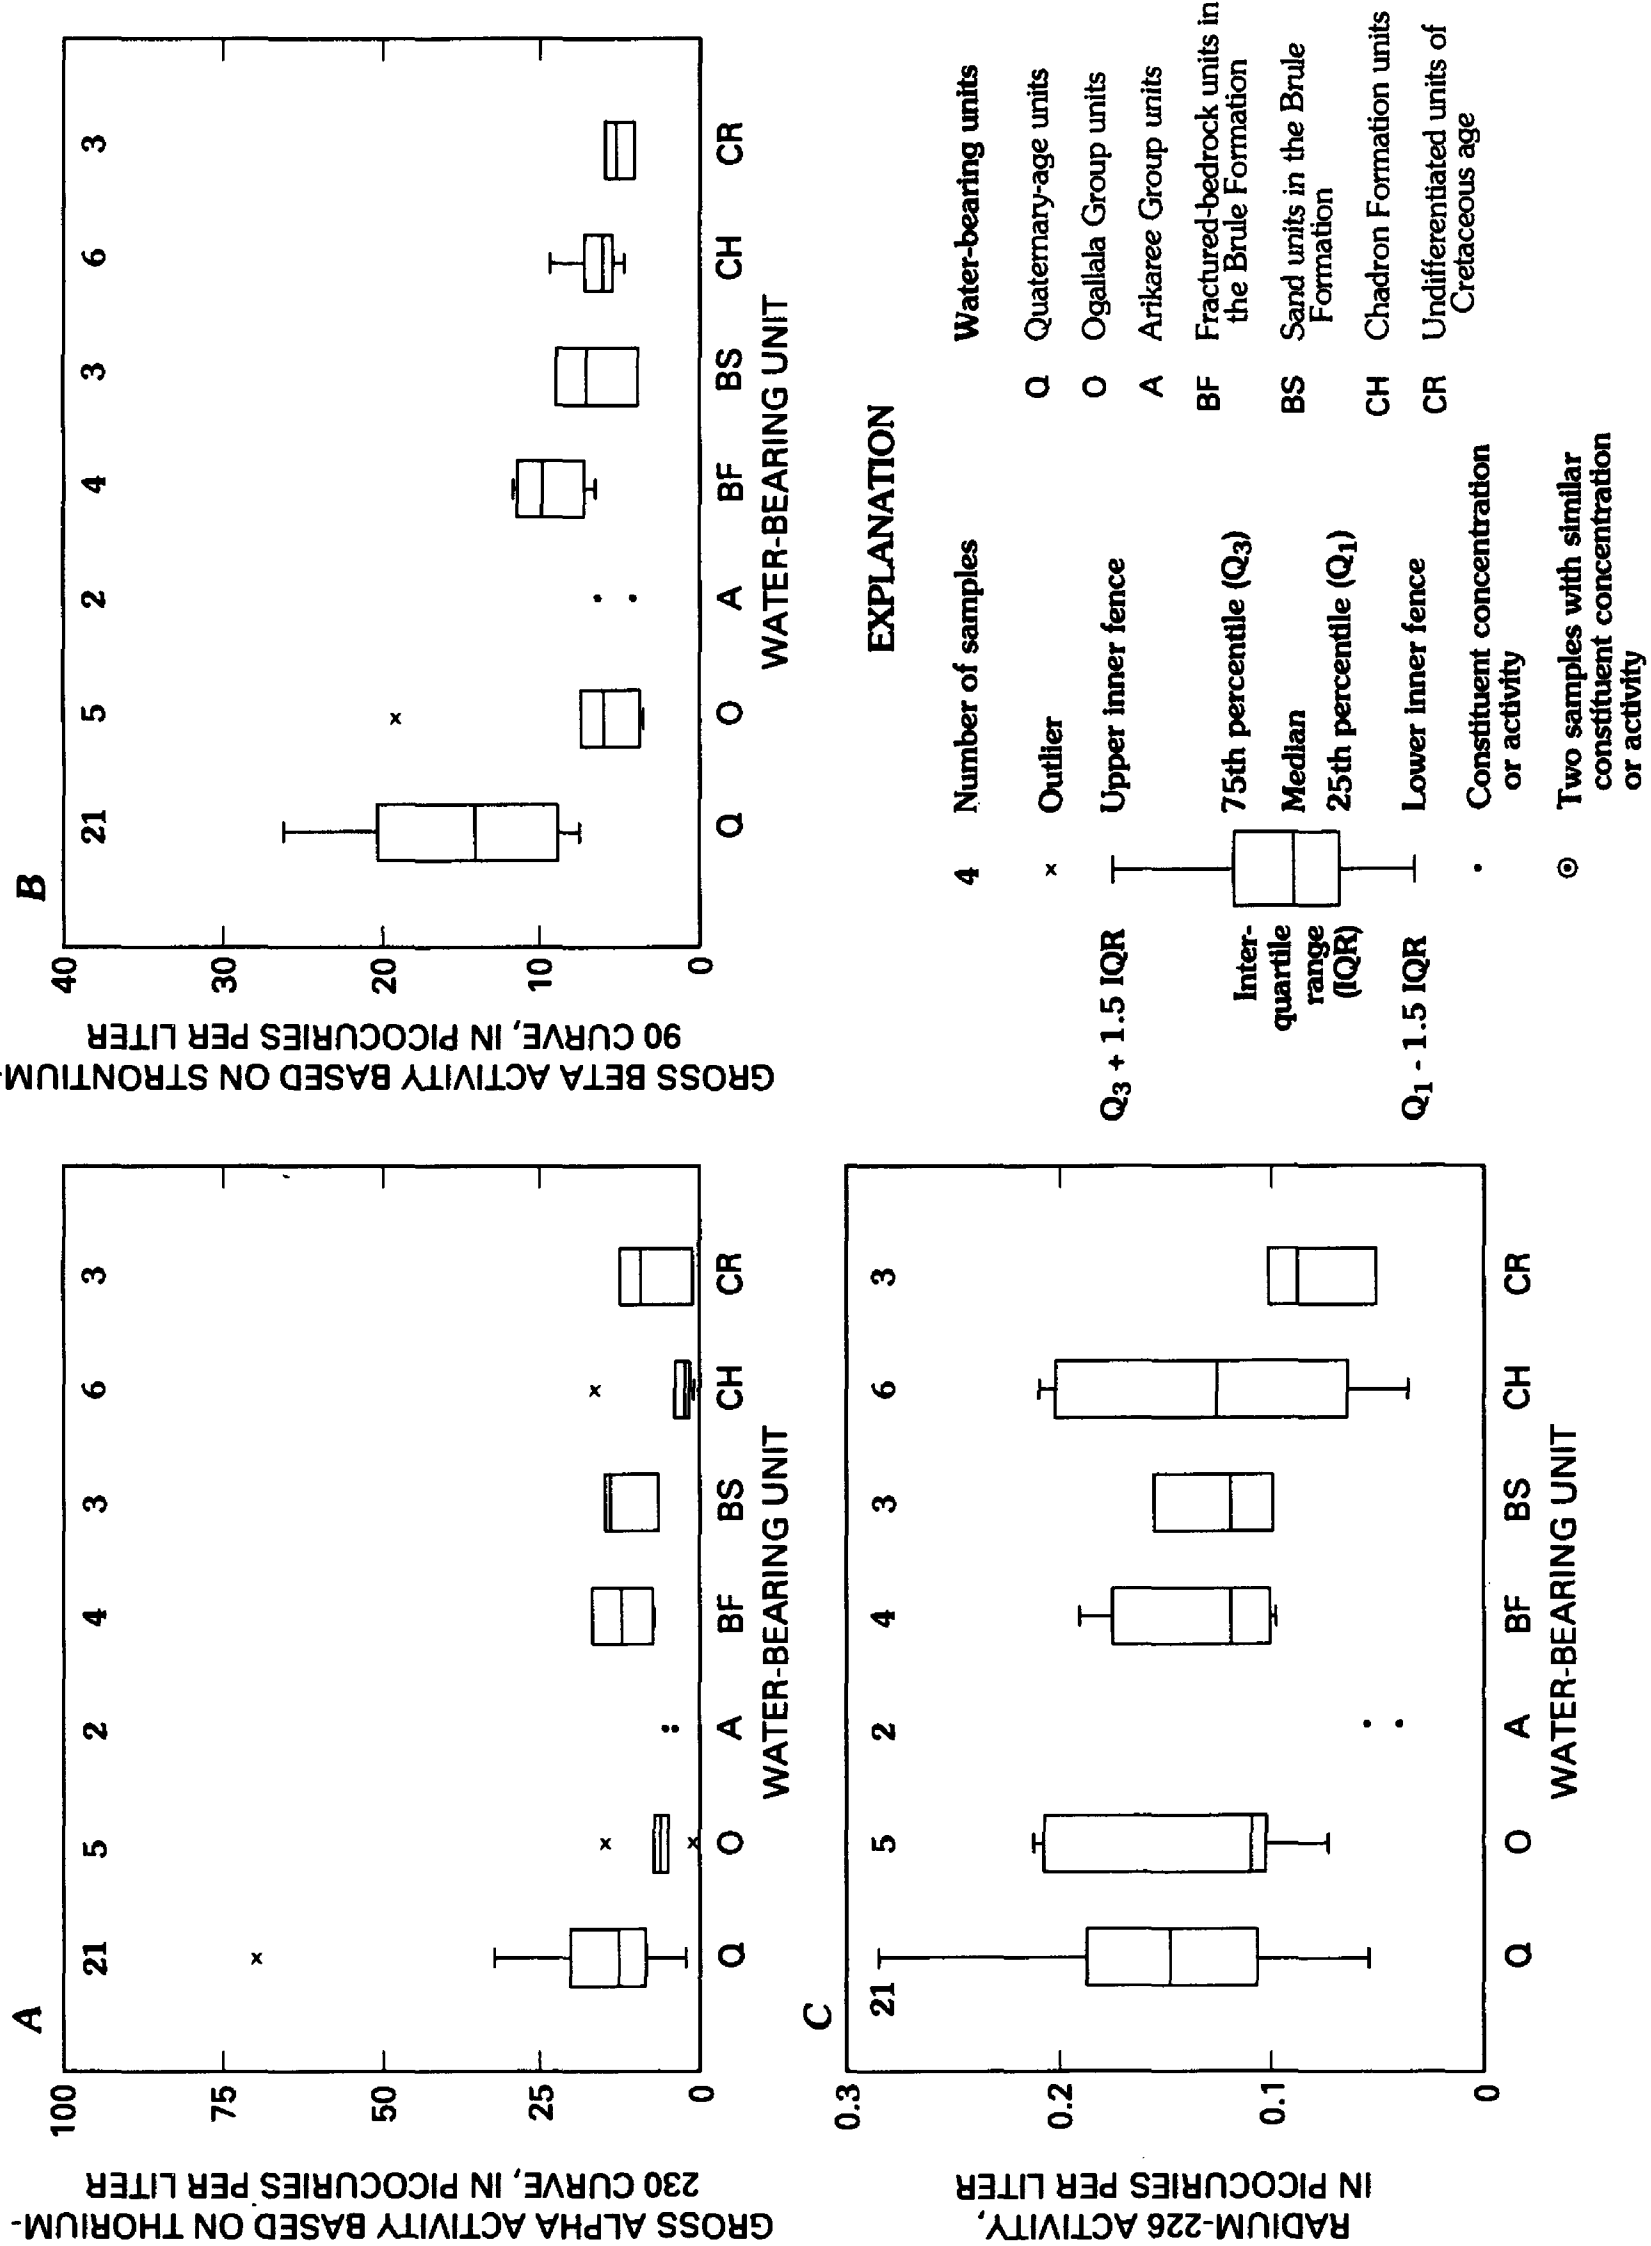 A
GROSS ALPHA ACTIVITY BASED ON THORIUM-
230 CURVE, IN PICOCURIES PER LITER
100
75
50
25
0
21 5 2 4 3 6 3
Q O A BF BS CH CR
WATER-BEARING UNIT
B
GROSS BETA ACTIVITY BASED ON STRONTIUM-
90 CURVE, IN PICOCURIES PER LITER
40
30
20
10
0
21 5 2 4 3 6 3
Q O A BF BS CH CR
WATER-BEARING UNIT
C
RADIUM-226 ACTIVITY,
IN PICOCURIES PER LITER
0.3
0.2
0.1
0
21 5 2 4 3 6 3
Q O A BF BS CH CR
WATER-BEARING UNIT
EXPLANATION
4 Number of samples
x Outlier
Q3 + 1.5 IQR Upper inner fence
Inter-
quartile
range
(IQR)
75th percentile (Q3)
Median
25th percentile (Q1)
Q1 - 1.5 IQR Lower inner fence
• Constituent concentration
or activity
⊙ Two samples with similar
constituent concentration
or activity
Water-bearing units
Q Quaternary-age units
O Ogallala Group units
A Arikaree Group units
BF Fractured-bedrock units in
the Brule Formation
BS Sand units in the Brule
Formation
CH Chadron Formation units
CR Undifferentiated units of
Cretaceous age